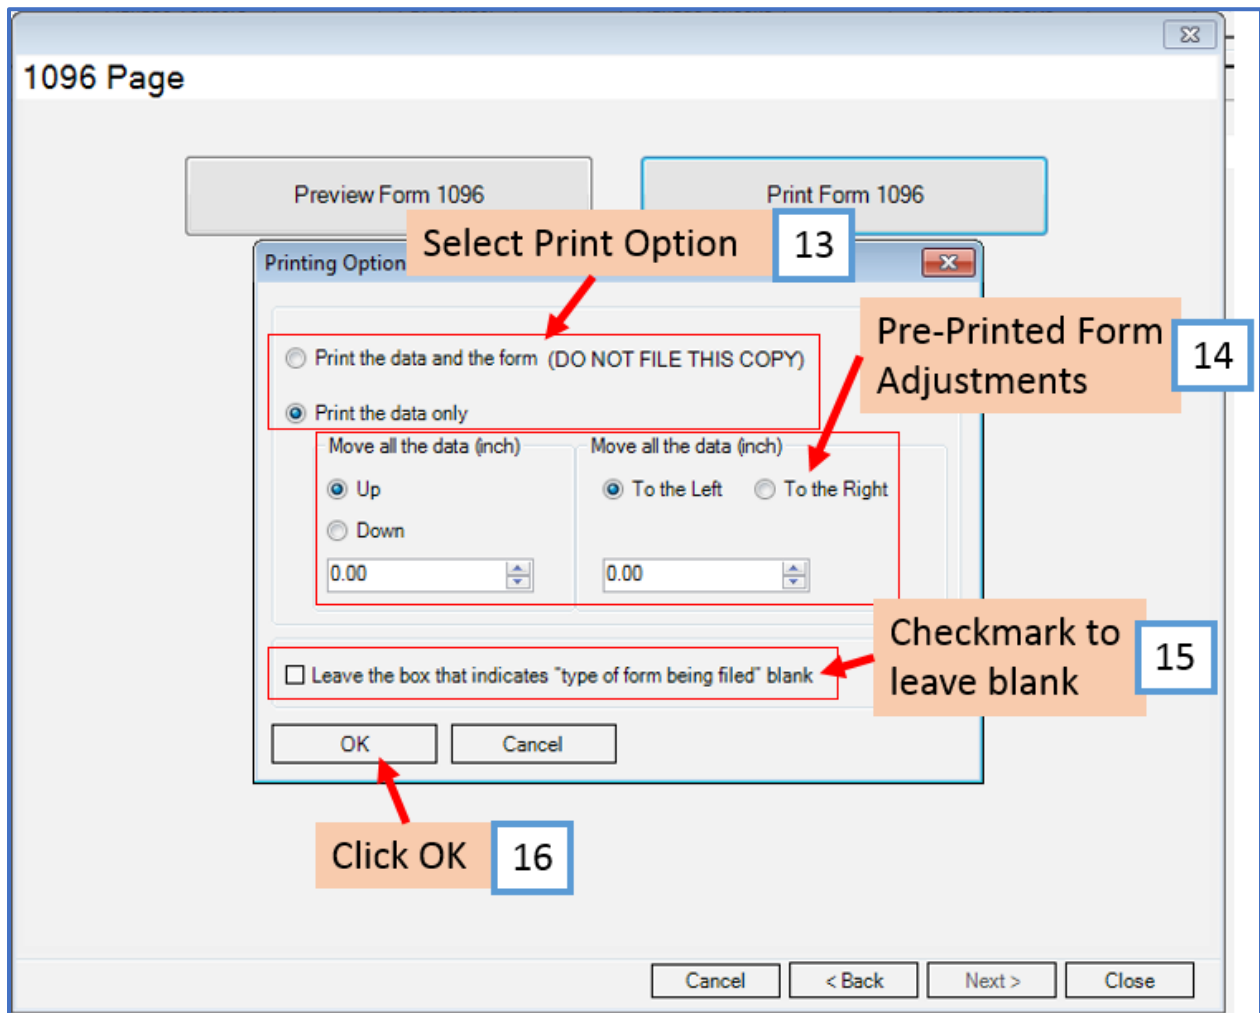 1096 Page
Preview Form 1096
Print Form 1096
Select Print Option
13
Printing Option
Pre-Printed Form
Adjustments
14
Print the data and the form (DO NOT FILE THIS COPY)
Print the data only
Move all the data (inch)
Move all the data (inch)
Up
To the Left
To the Right
Down
0.00
0.00
Checkmark to
leave blank
15
Leave the box that indicates "type of form being filed" blank
OK
Cancel
Click OK
16
Cancel
< Back
Next >
Close